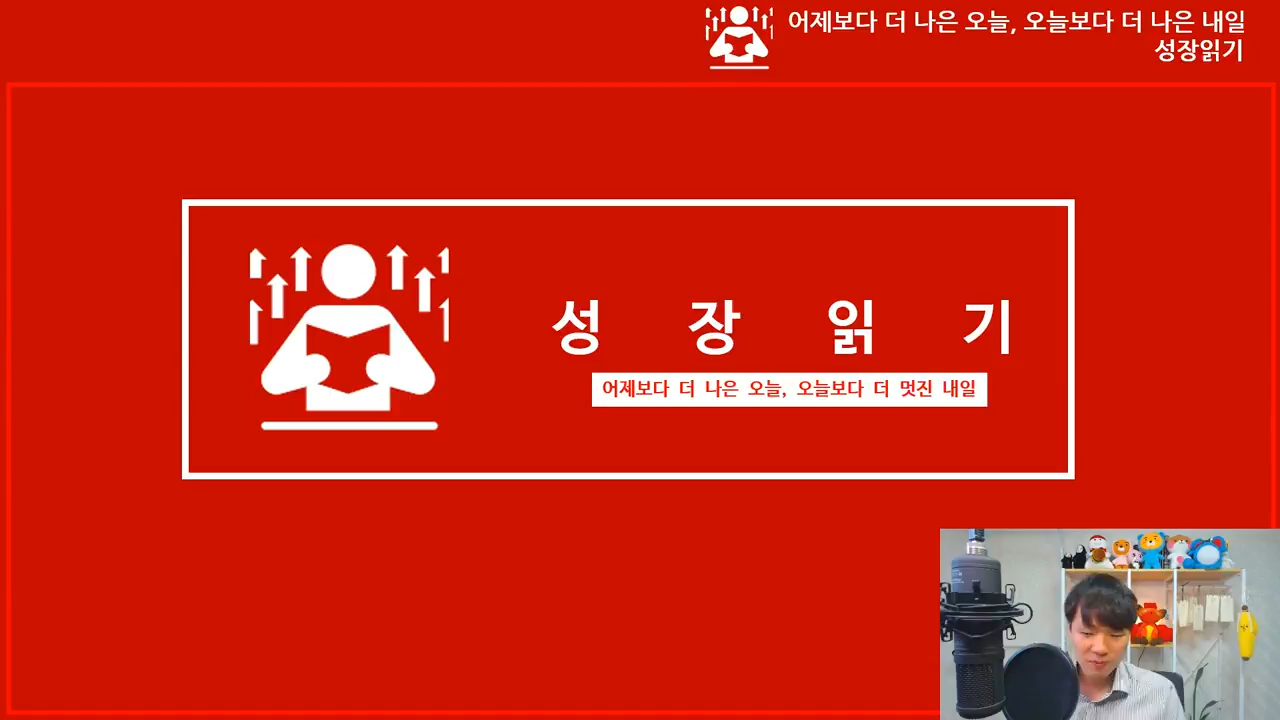 어제보다 더 나은 오늘, 오늘보다 더 나은 내일
성장읽기
성 장 읽 기
어제보다 더 나은 오늘, 오늘보다 더 멋진 내일